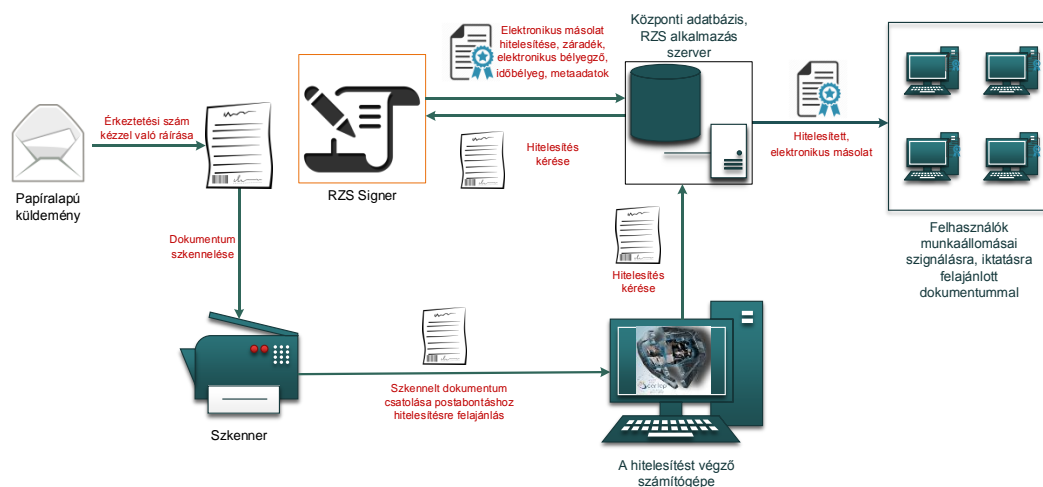 Papíralapú
küldemény
Érkeztetési szám
kézzel való ráírása
Dokumentum
szkennelése
Szkenner
Szkennelt dokumentum
csatolása postabontáshoz
hitelesítésre felajánlás
A hitelesítést végző
számítógépe
Hitelesítés
kérése
RZS Signer
Elektronikus másolat
hitelesítése, záradék,
elektronikus bélyegző,
időbélyeg, metaadatok
Hitelesítés
kérése
Központi adatbázis,
RZS alkalmazás
szerver
Hitelesített,
elektronikus másolat
Felhasználók
munkaállomásai
szignálásra, iktatásra
felajánlott
dokumentummal